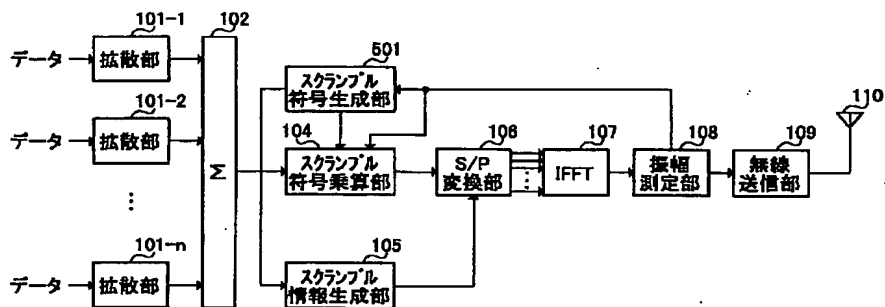 101-1
102
データ
拡散部
101-2
データ
拡散部
101-n
データ
拡散部
M
501
スクランブル
符号生成部
104
スクランブル
符号乗算部
105
スクランブル
情報生成部
106
S/P
変換部
107
IFFT
108
振幅
測定部
109
無線
送信部
110